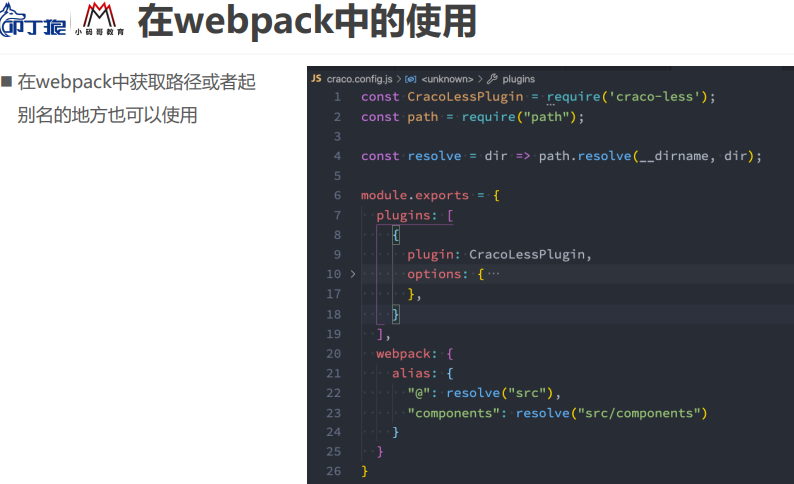 叩丁狼
小码哥教育
在webpack中的使用
■ 在webpack中获取路径或者起
别名的地方也可以使用
JS craco.config.js > <unknown> > plugins
1 const CracoLessPlugin = require('craco-less');
2 const path = require("path");
3
4 const resolve = dir => path.resolve(__dirname, dir);
5
6 module.exports = {
7 plugins: [
8 {
9 plugin: CracoLessPlugin,
10 options: {…
17 },
18 }
19 ],
20 webpack: {
21 alias: {
22 "@": resolve("src"),
23 "components": resolve("src/components")
24 }
25 }
26 }